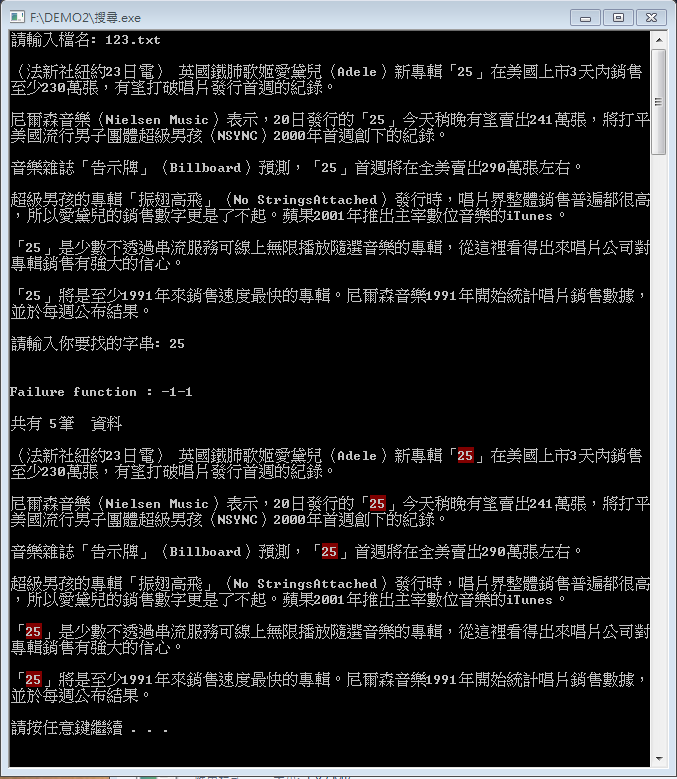 F:\DEMO2\搜尋.exe
請輸入檔名: 123.txt
（法新社紐約23日電） 英國鐵肺歌姬愛黛兒（Adele）新專輯「25」在美國上市3天內銷售
至少230萬張，有望打破唱片發行首週的紀錄。
尼爾森音樂（Nielsen Music）表示，20日發行的「25」今天稍晚有望賣出241萬張，將打平
美國流行男子團體超級男孩（NSYNC）2000年首週創下的紀錄。
音樂雜誌「告示牌」（Billboard）預測，「25」首週將在全美賣出290萬張左右。
超級男孩的專輯「振翅高飛」（No StringsAttached）發行時，唱片界整體銷售普遍都很高
，所以愛黛兒的銷售數字更是了不起。蘋果2001年推出主宰數位音樂的iTunes。
「25」是少數不透過串流服務可線上無限播放隨選音樂的專輯，從這裡看得出來唱片公司對
專輯銷售有強大的信心。
「25」將是至少1991年來銷售速度最快的專輯。尼爾森音樂1991年開始統計唱片銷售數據，
並於每週公布結果。
請輸入你要找的字串: 25
Failure function : -1-1
共有 5筆  資料
（法新社紐約23日電） 英國鐵肺歌姬愛黛兒（Adele）新專輯「25」在美國上市3天內銷售
至少230萬張，有望打破唱片發行首週的紀錄。
尼爾森音樂（Nielsen Music）表示，20日發行的「25」今天稍晚有望賣出241萬張，將打平
美國流行男子團體超級男孩（NSYNC）2000年首週創下的紀錄。
音樂雜誌「告示牌」（Billboard）預測，「25」首週將在全美賣出290萬張左右。
超級男孩的專輯「振翅高飛」（No StringsAttached）發行時，唱片界整體銷售普遍都很高
，所以愛黛兒的銷售數字更是了不起。蘋果2001年推出主宰數位音樂的iTunes。
「25」是少數不透過串流服務可線上無限播放隨選音樂的專輯，從這裡看得出來唱片公司對
專輯銷售有強大的信心。
「25」將是至少1991年來銷售速度最快的專輯。尼爾森音樂1991年開始統計唱片銷售數據，
並於每週公布結果。
請按任意鍵繼續 . . .